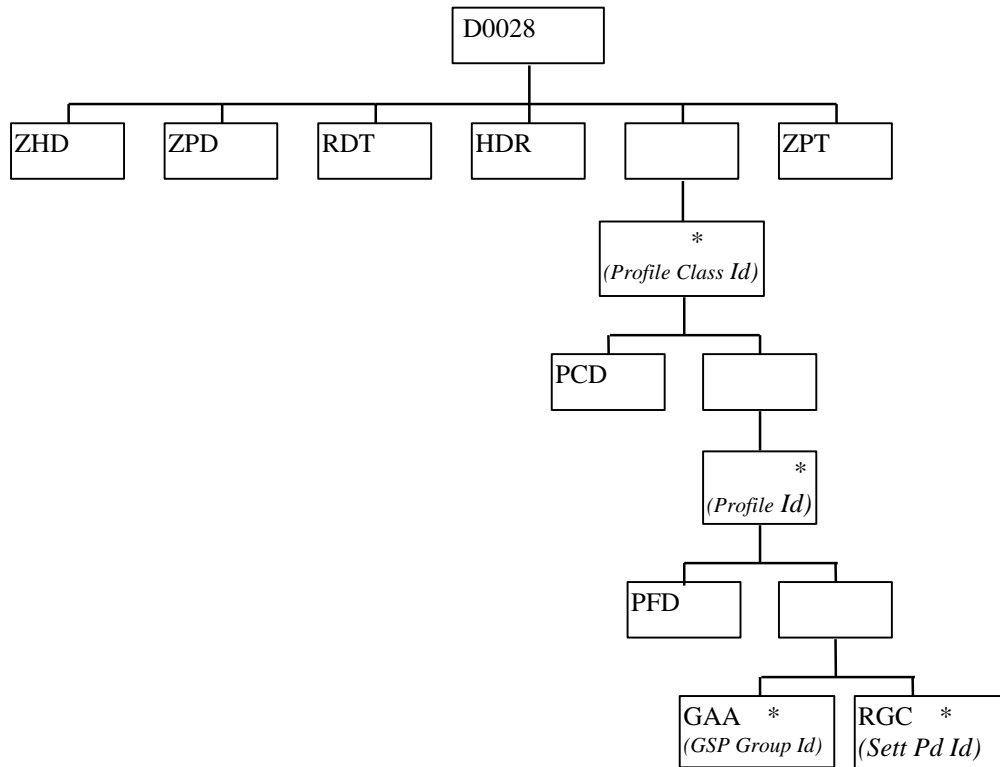 D0028
ZHD
ZPD
RDT
HDR
ZPT
*
(Profile Class Id)
PCD
*
(Profile Id)
PFD
GAA *
(GSP Group Id)
RGC *
(Sett Pd Id)